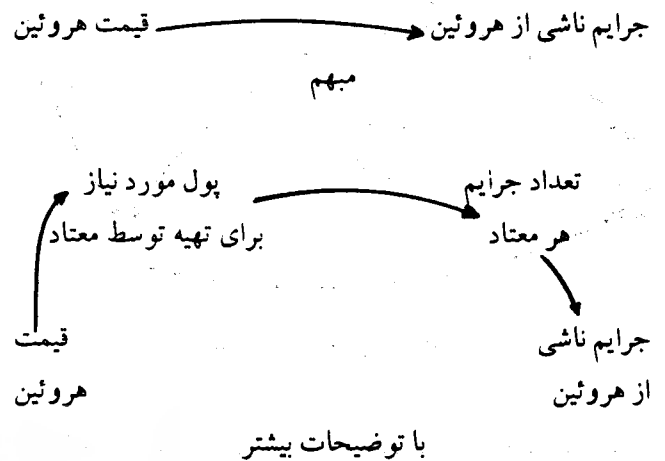 جرایم ناشی از هروئین قیمت هروئین
مبهم
تعداد جرایم پول مورد نیاز
هر معتاد برای تهیه توسط معتاد
جرایم ناشی قیمت
از هروئین هروئین
با توضیحات بیشتر